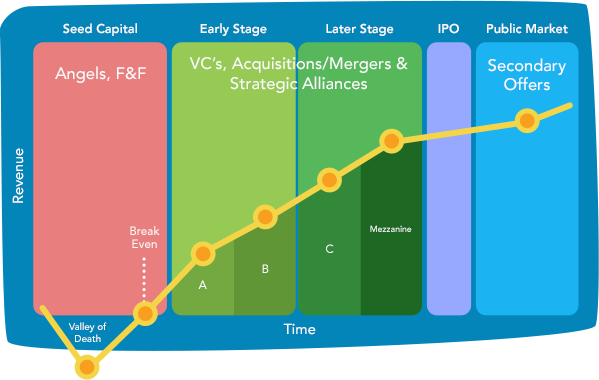 Seed Capital
Early Stage
Later Stage
IPO
Public Market
Angels, F&F
VC's, Acquisitions/Mergers &
Strategic Alliances
Secondary
Offers
Revenue
Break
Even
Mezzanine
A
B
C
Valley of
Death
Time